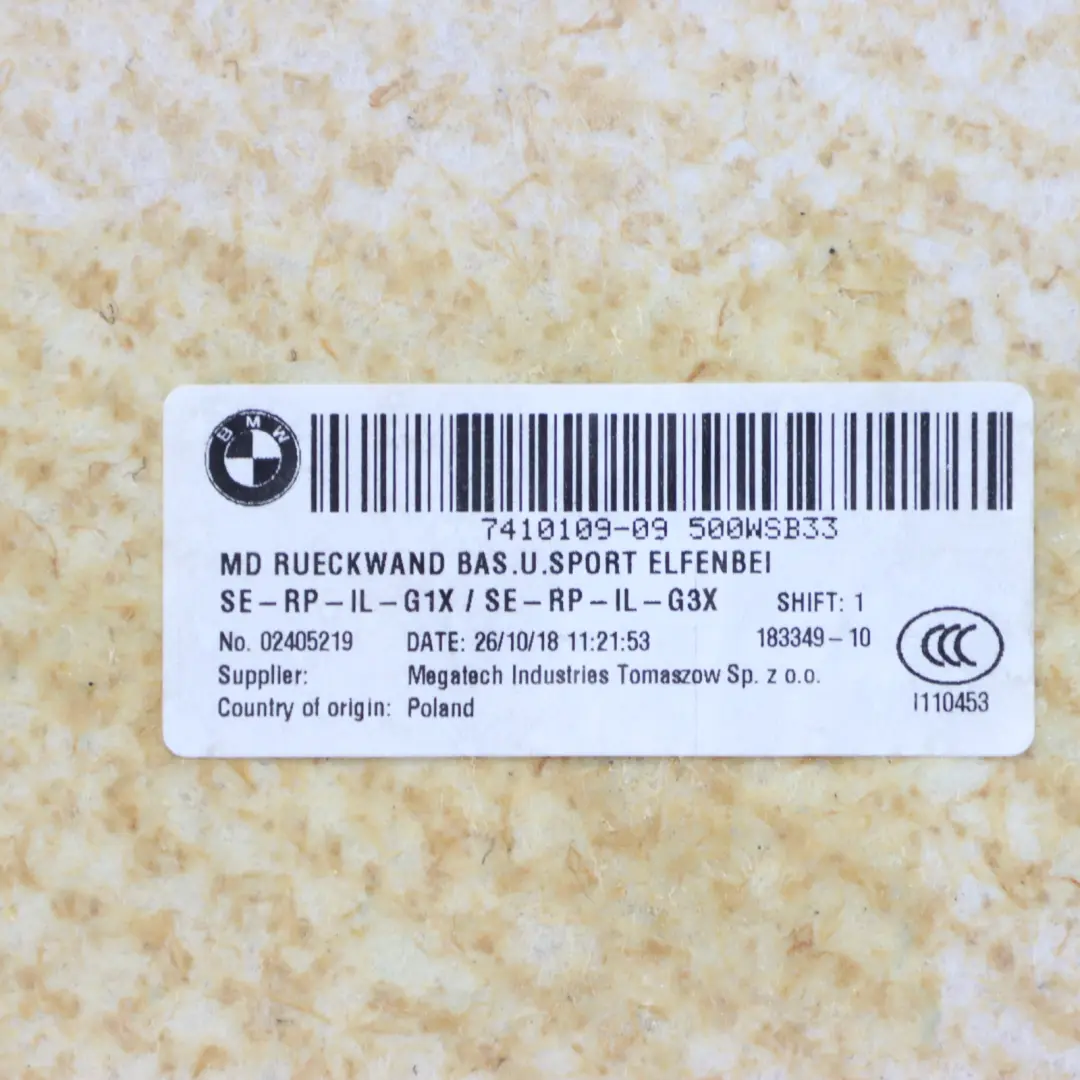 BMW
7410109-09 500WSB33
MD RUECKWAND BAS.U.SPORT ELFENBEI
SE-RP-IL-G1X / SE-RP-IL-G3X SHIFT: 1
No. 02405219 DATE: 26/10/18 11:21:53 183349-10
Supplier: Megatech Industries Tomaszow Sp. z o.o.
Country of origin: Poland
CCC
I110453